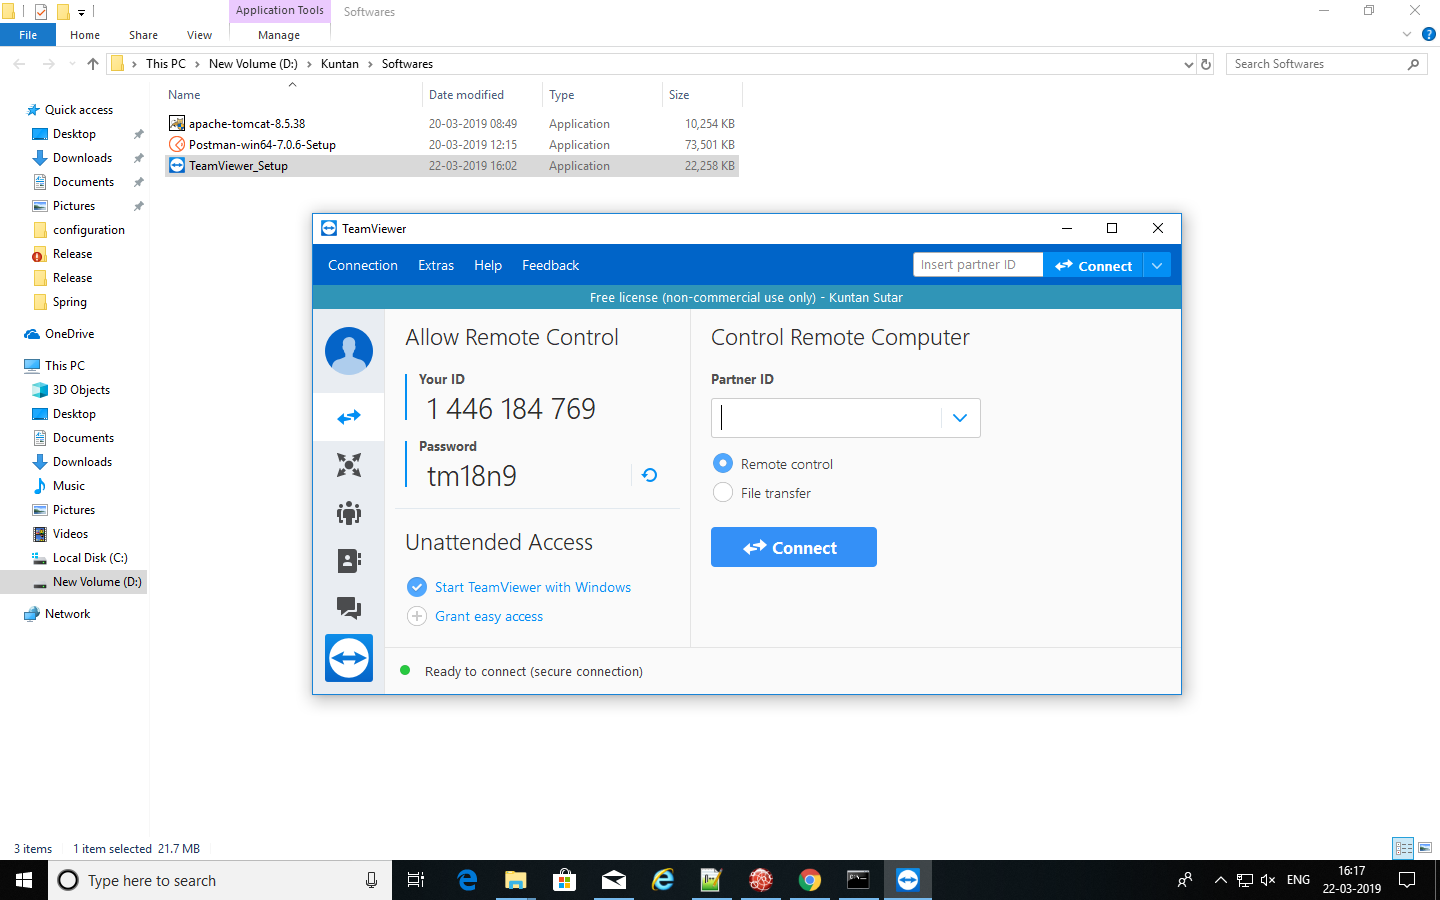 Application Tools
Softwares
File
Home
Share
View
Manage
This PC
New Volume (D:)
Kuntan
Softwares
Search Softwares
Name
Date modified
Type
Size
apache-tomcat-8.5.38
20-03-2019 08:49
Application
10,254 KB
Postman-win64-7.0.6-Setup
20-03-2019 12:15
Application
73,501 KB
TeamViewer_Setup
22-03-2019 16:02
Application
22,258 KB
Quick access
Desktop
Downloads
Documents
Pictures
configuration
Release
Release
Spring
OneDrive
This PC
3D Objects
Desktop
Documents
Downloads
Music
Pictures
Videos
Local Disk (C:)
New Volume (D:)
Network
TeamViewer
Connection
Extras
Help
Feedback
Insert partner ID
Connect
Free license (non-commercial use only) - Kuntan Sutar
Allow Remote Control
Your ID
1 446 184 769
Password
tm18n9
Unattended Access
Start TeamViewer with Windows
Grant easy access
Control Remote Computer
Partner ID
Remote control
File transfer
Connect
Ready to connect (secure connection)
3 items
1 item selected 21.7 MB
Type here to search
ENG
16:17
22-03-2019